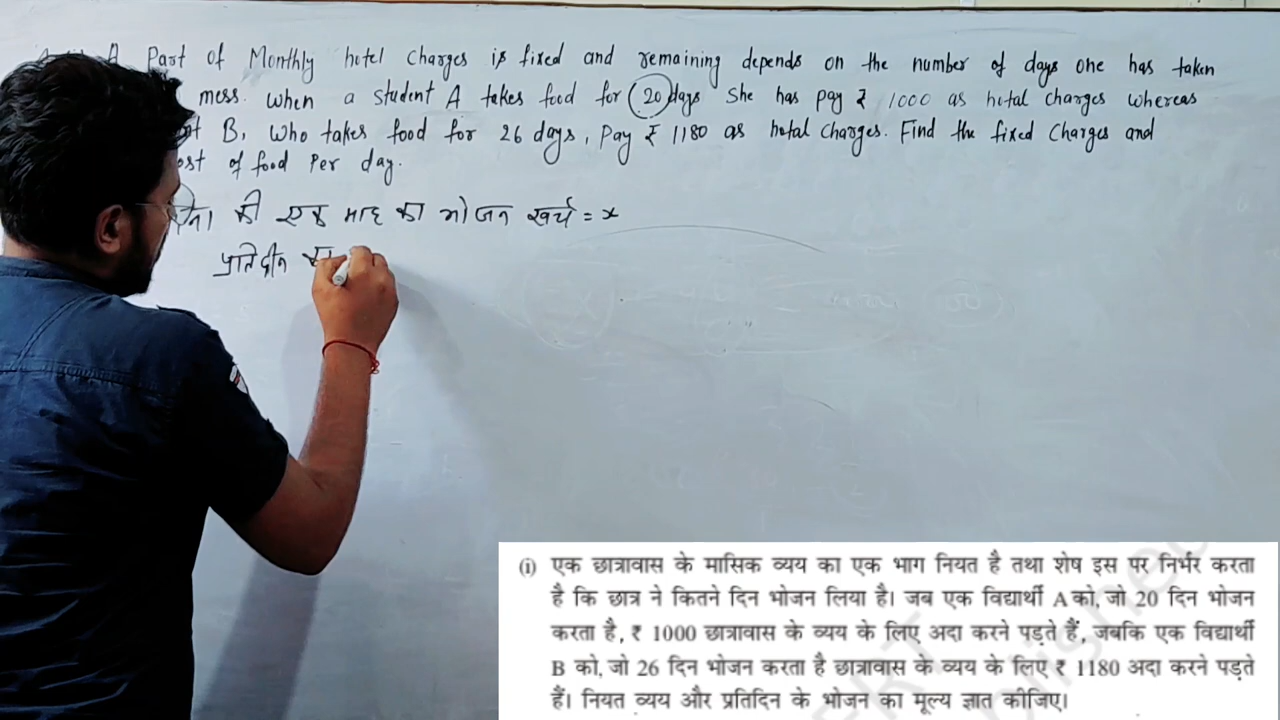 A Part of Monthly hotel charges is fixed and remaining depends on the number of days one has taken
mess. When a student A takes food for 20 days She has pay ₹ 1000 as hotal charges whereas
B, Who takes food for 26 days, Pay ₹ 1180 as hotal charges. Find the fixed Charges and
of food Per day.
की एक माह का भोजन खर्च = x
प्रतिदीन
(i) एक छात्रावास के मासिक व्यय का एक भाग नियत है तथा शेष इस पर निर्भर करता
है कि छात्र ने कितने दिन भोजन लिया है। जब एक विद्यार्थी A को, जो 20 दिन भोजन
करता है, ₹ 1000 छात्रावास के व्यय के लिए अदा करने पड़ते हैं, जबकि एक विद्यार्थी
B को, जो 26 दिन भोजन करता है छात्रावास के व्यय के लिए ₹ 1180 अदा करने पड़ते
हैं। नियत व्यय और प्रतिदिन के भोजन का मूल्य ज्ञात कीजिए।